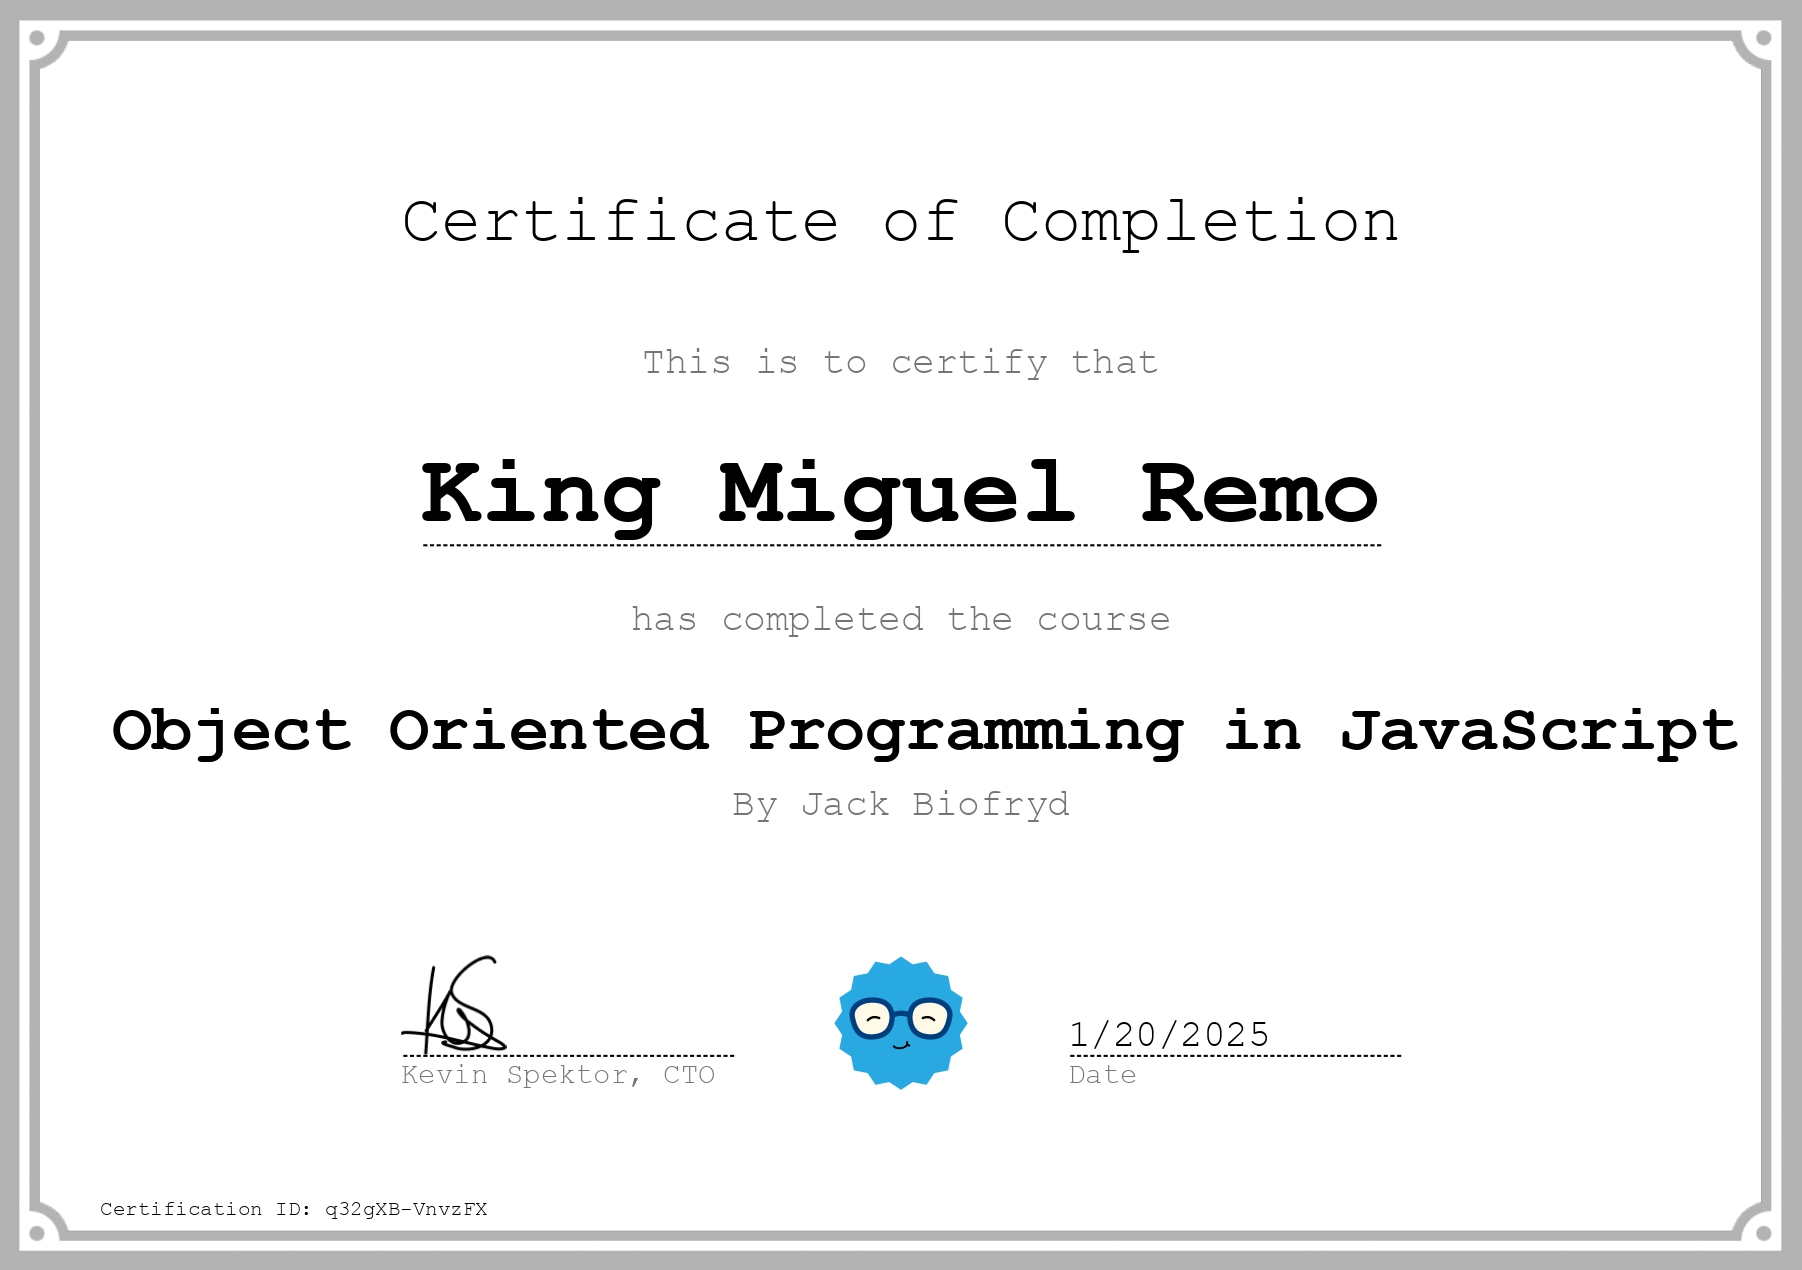 Certificate of Completion
This is to certify that
King Miguel Remo
has completed the course
Object Oriented Programming in JavaScript
By Jack Biofryd
1/20/2025
Kevin Spektor, CTO
Date
Certification ID: q32gXB-VnvzFX